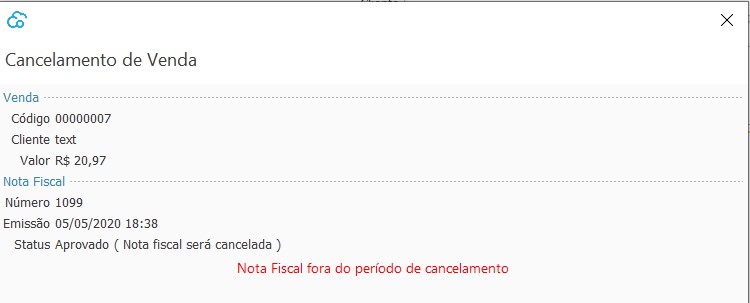 Cancelamento de Venda
Venda
Código 00000007
Cliente text
Valor R$ 20,97
Nota Fiscal
Número 1099
Emissão 05/05/2020 18:38
Status Aprovado ( Nota fiscal será cancelada )
Nota Fiscal fora do período de cancelamento